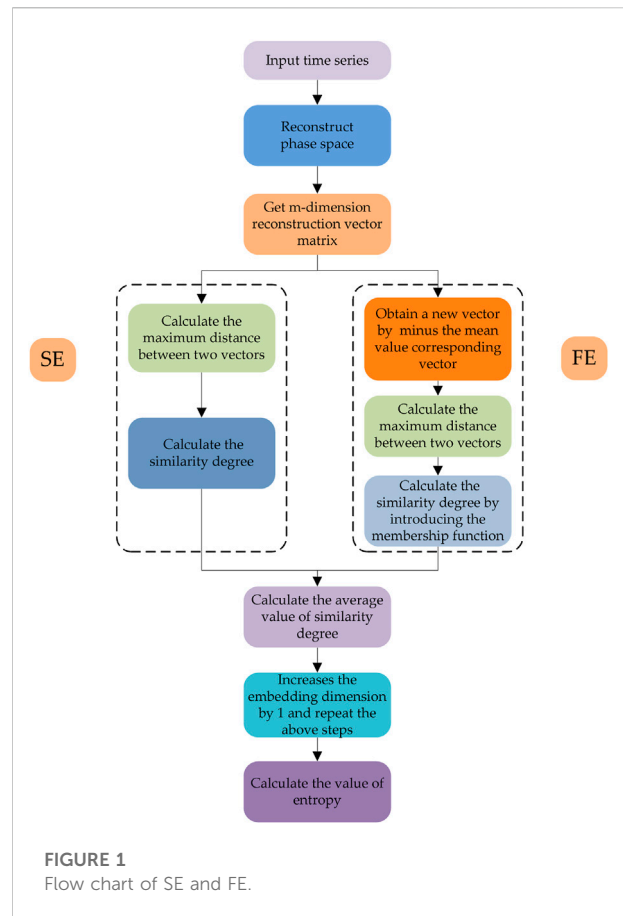 Input time series
Reconstruct
phase space
Get m-dimension
reconstruction vector
matrix
SE
Calculate the
maximum distance
between two vectors
Calculate the
similarity degree
Obtain a new vector
by minus the mean
value corresponding
vector
Calculate the
maximum distance
between two vectors
Calculate the
similarity degree by
introducing the
membership function
FE
Calculate the average
value of similarity
degree
Increases the
embedding dimension
by 1 and repeat the
above steps
Calculate the value of
entropy
FIGURE 1
Flow chart of SE and FE.